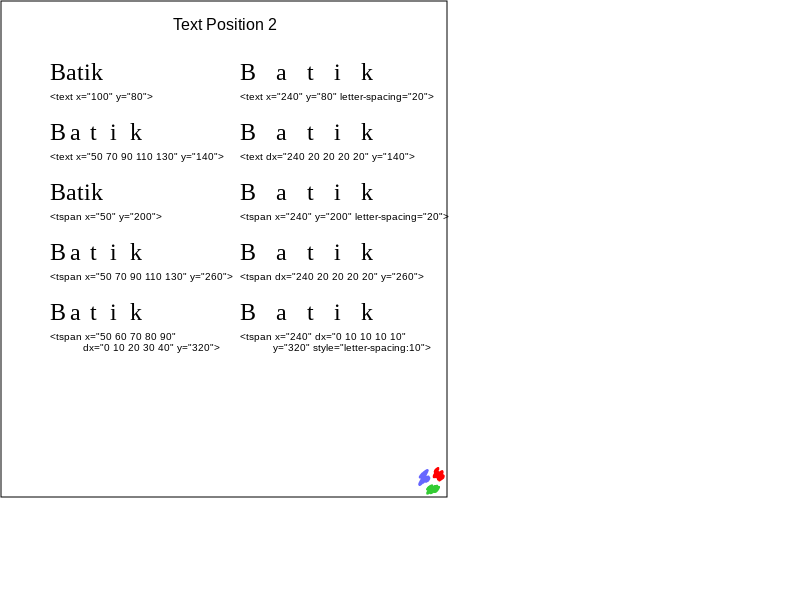 Text Position 2
Batik
B a t i k
<text x="100" y="80">
<text x="240" y="80" letter-spacing="20">
B a t i k
B a t i k
<text x="50 70 90 110 130" y="140">
<text dx="240 20 20 20 20" y="140">
Batik
B a t i k
<tspan x="50" y="200">
<tspan x="240" y="200" letter-spacing="20">
B a t i k
B a t i k
<tspan x="50 70 90 110 130" y="260">
<tspan dx="240 20 20 20 20" y="260">
B a t i k
B a t i k
<tspan x="50 60 70 80 90"
dx="0 10 20 30 40" y="320">
<tspan x="240" dx="0 10 10 10 10"
y="320" style="letter-spacing:10">